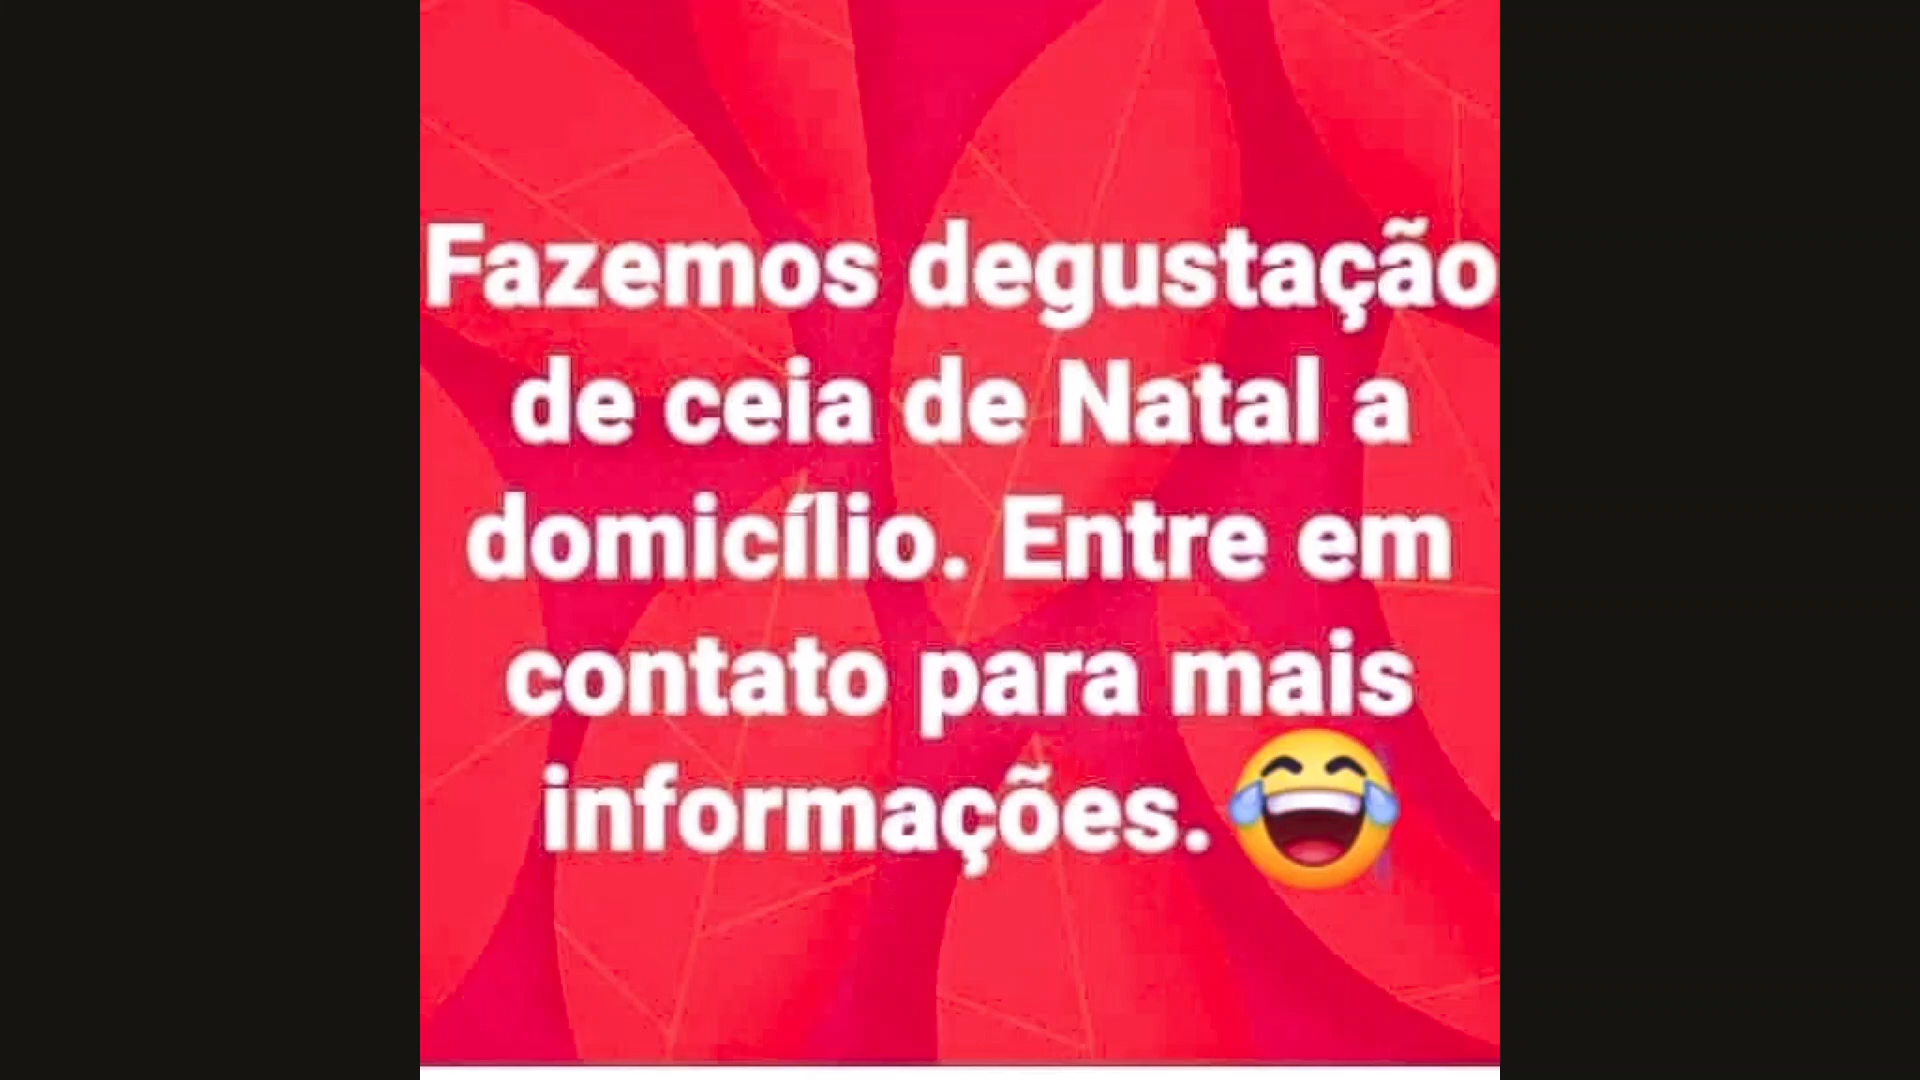 Fazemos degustação
de ceia de Natal a
domicílio. Entre em
contato para mais
informações. 😂